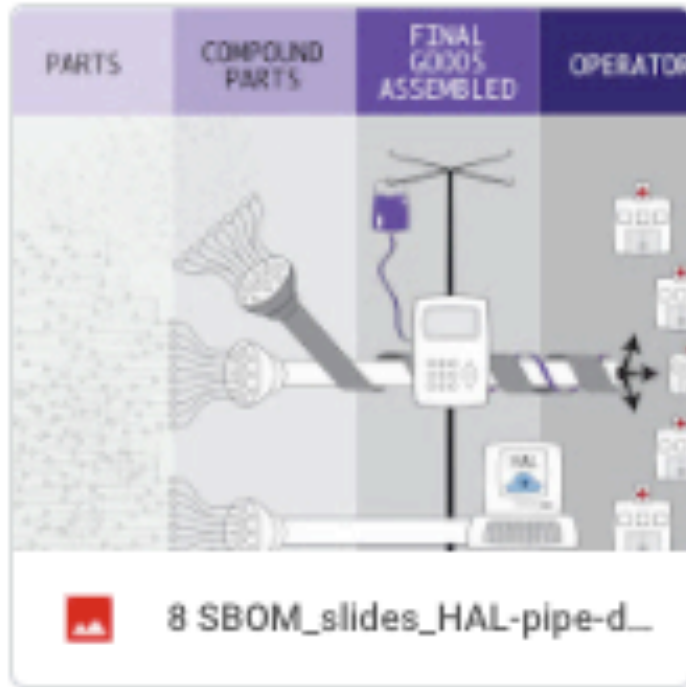 PARTS
COMPOUND
PARTS
FINAL
GOODS
ASSEMBLED
OPERATOR
HAL
8 SBOM_slides_HAL-pipe-d...